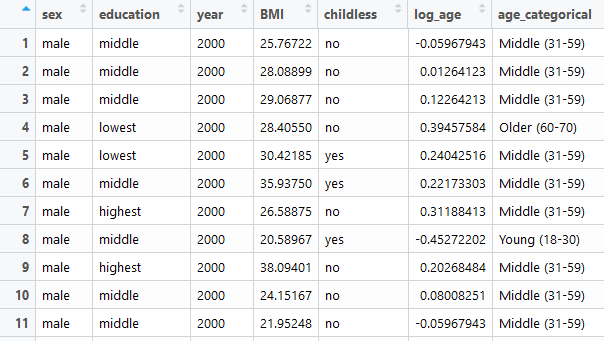 sex education year BMI childless log_age age_categorical
1 male middle 2000 25.76722 no -0.05967943 Middle (31-59)
2 male middle 2000 28.08899 no 0.01264123 Middle (31-59)
3 male middle 2000 29.06877 no 0.12264213 Middle (31-59)
4 male lowest 2000 28.40550 no 0.39457584 Older (60-70)
5 male lowest 2000 30.42185 yes 0.24042516 Middle (31-59)
6 male middle 2000 35.93750 yes 0.22173303 Middle (31-59)
7 male highest 2000 26.58875 no 0.31188413 Middle (31-59)
8 male middle 2000 20.58967 yes -0.45272202 Young (18-30)
9 male highest 2000 38.09401 no 0.20268484 Middle (31-59)
10 male middle 2000 24.15167 no 0.08008251 Middle (31-59)
11 male middle 2000 21.95248 no -0.05967943 Middle (31-59)